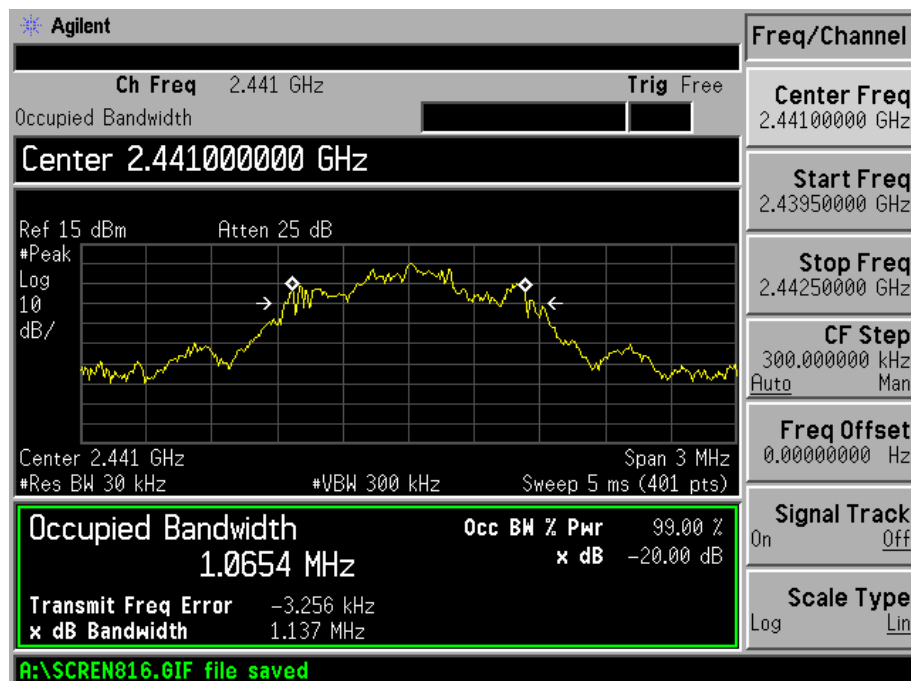 Agilent
Freq/Channel
Ch Freq 2.441 GHz Trig Free
Occupied Bandwidth
Center 2.441000000 GHz
Ref 15 dBm Atten 25 dB
#Peak
Log
10
dB/
Center 2.441 GHz Span 3 MHz
#Res BW 30 kHz #VBW 300 kHz Sweep 5 ms (401 pts)
Occupied Bandwidth
1.0654 MHz
Occ BW % Pwr 99.00 %
x dB -20.00 dB
Transmit Freq Error -3.256 kHz
x dB Bandwidth 1.137 MHz
A:\SCREN816.GIF file saved
Center Freq
2.44100000 GHz
Start Freq
2.43950000 GHz
Stop Freq
2.44250000 GHz
CF Step
300.000000 kHz
Auto Man
Freq Offset
0.00000000 Hz
Signal Track
On Off
Scale Type
Log Lin